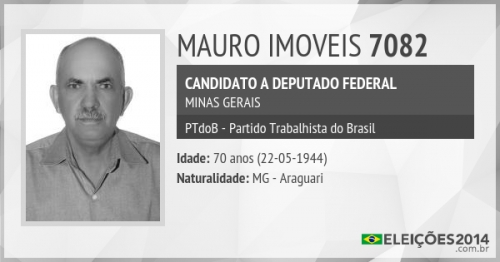 MAURO IMOVEIS 7082
CANDIDATO A DEPUTADO FEDERAL
MINAS GERAIS
PTdoB - Partido Trabalhista do Brasil
Idade: 70 anos (22-05-1944)
Naturalidade: MG - Araguari
ELEIÇÕES2014
.com.br